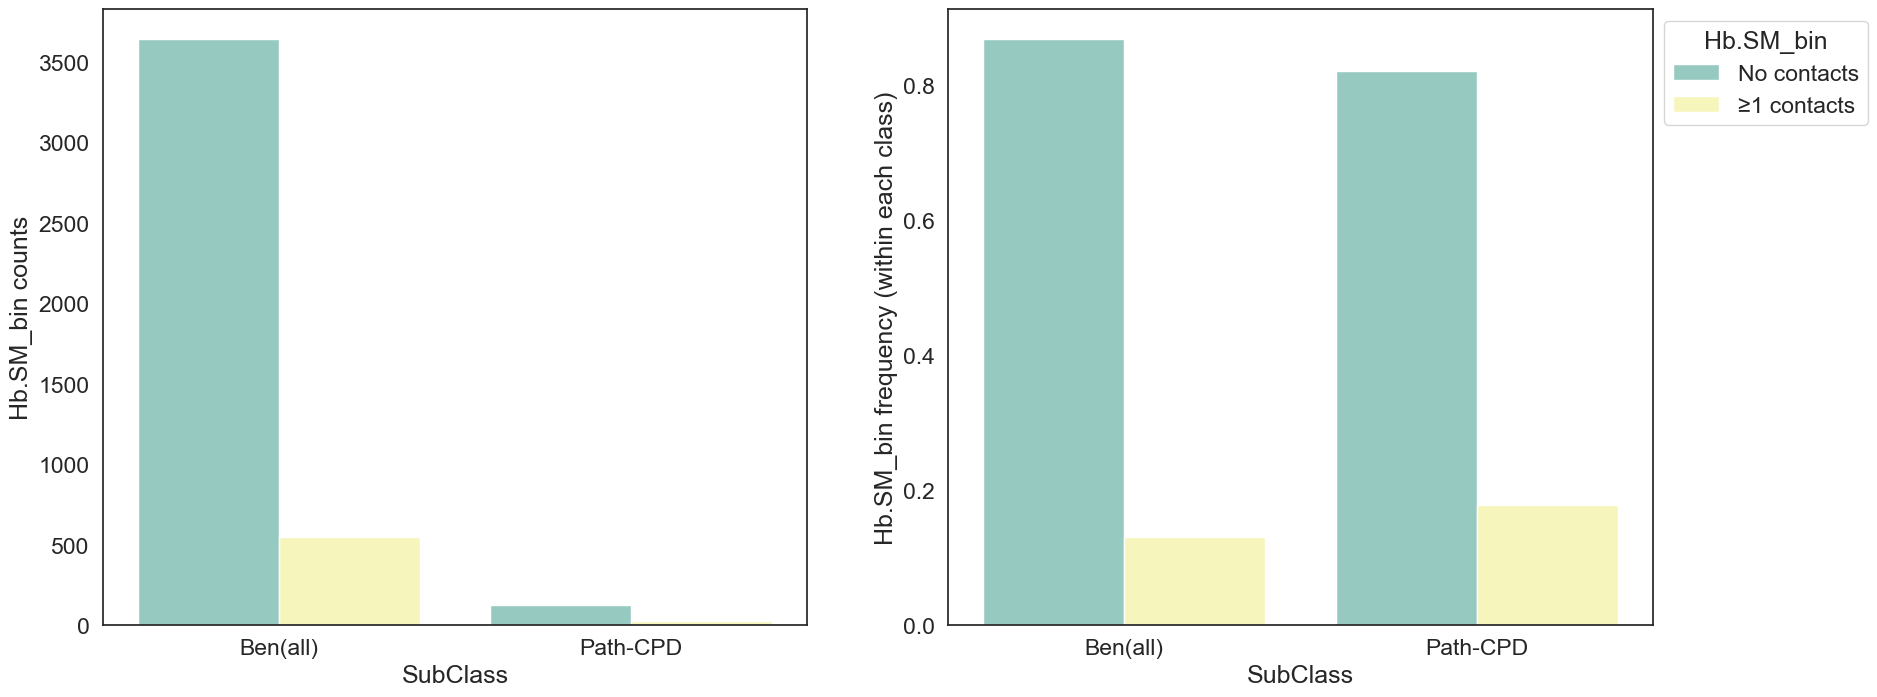 Hb.SM_bin counts
3500
3000
2500
2000
1500
1000
500
0
Ben(all)
Path-CPD
SubClass
Hb.SM_bin frequency (within each class)
0.8
0.6
0.4
0.2
0.0
Ben(all)
Path-CPD
SubClass
Hb.SM_bin
No contacts
≥1 contacts